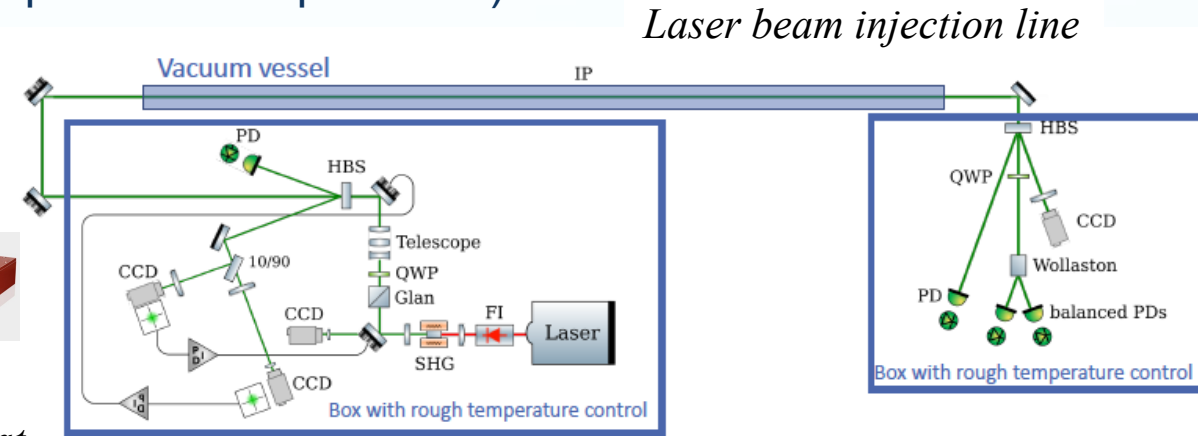 Laser beam injection line
Vacuum vessel
IP
PD
HBS
HBS
QWP
CCD
Telescope
10/90
CCD
QWP
Glan
Wollaston
CCD
FI
Laser
PD
balanced PDs
SHG
CCD
Box with rough temperature control
Box with rough temperature control